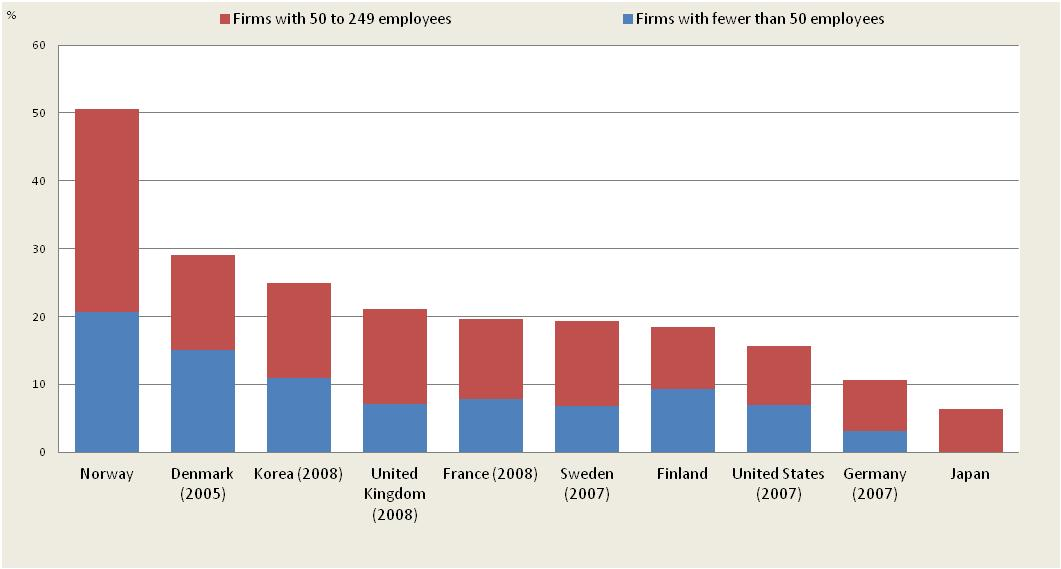 %
Firms with 50 to 249 employees
Firms with fewer than 50 employees
60
50
40
30
20
10
0
Norway
Denmark
(2005)
Korea (2008)
United
Kingdom
(2008)
France (2008)
Sweden
(2007)
Finland
United States
(2007)
Germany
(2007)
Japan